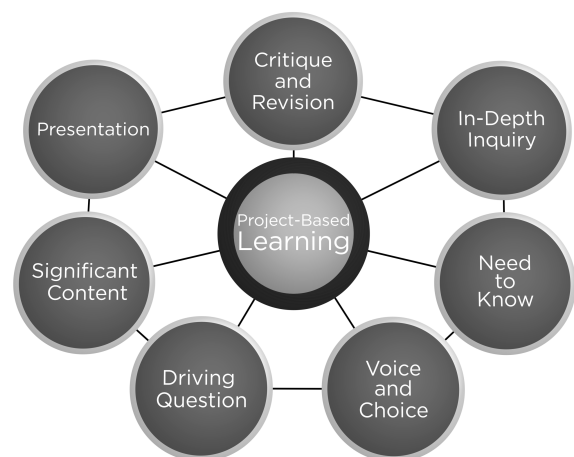 Critique
and
Revision
Presentation
In-Depth
Inquiry
Project-Based
Learning
Significant
Content
Need
to
Know
Driving
Question
Voice
and
Choice